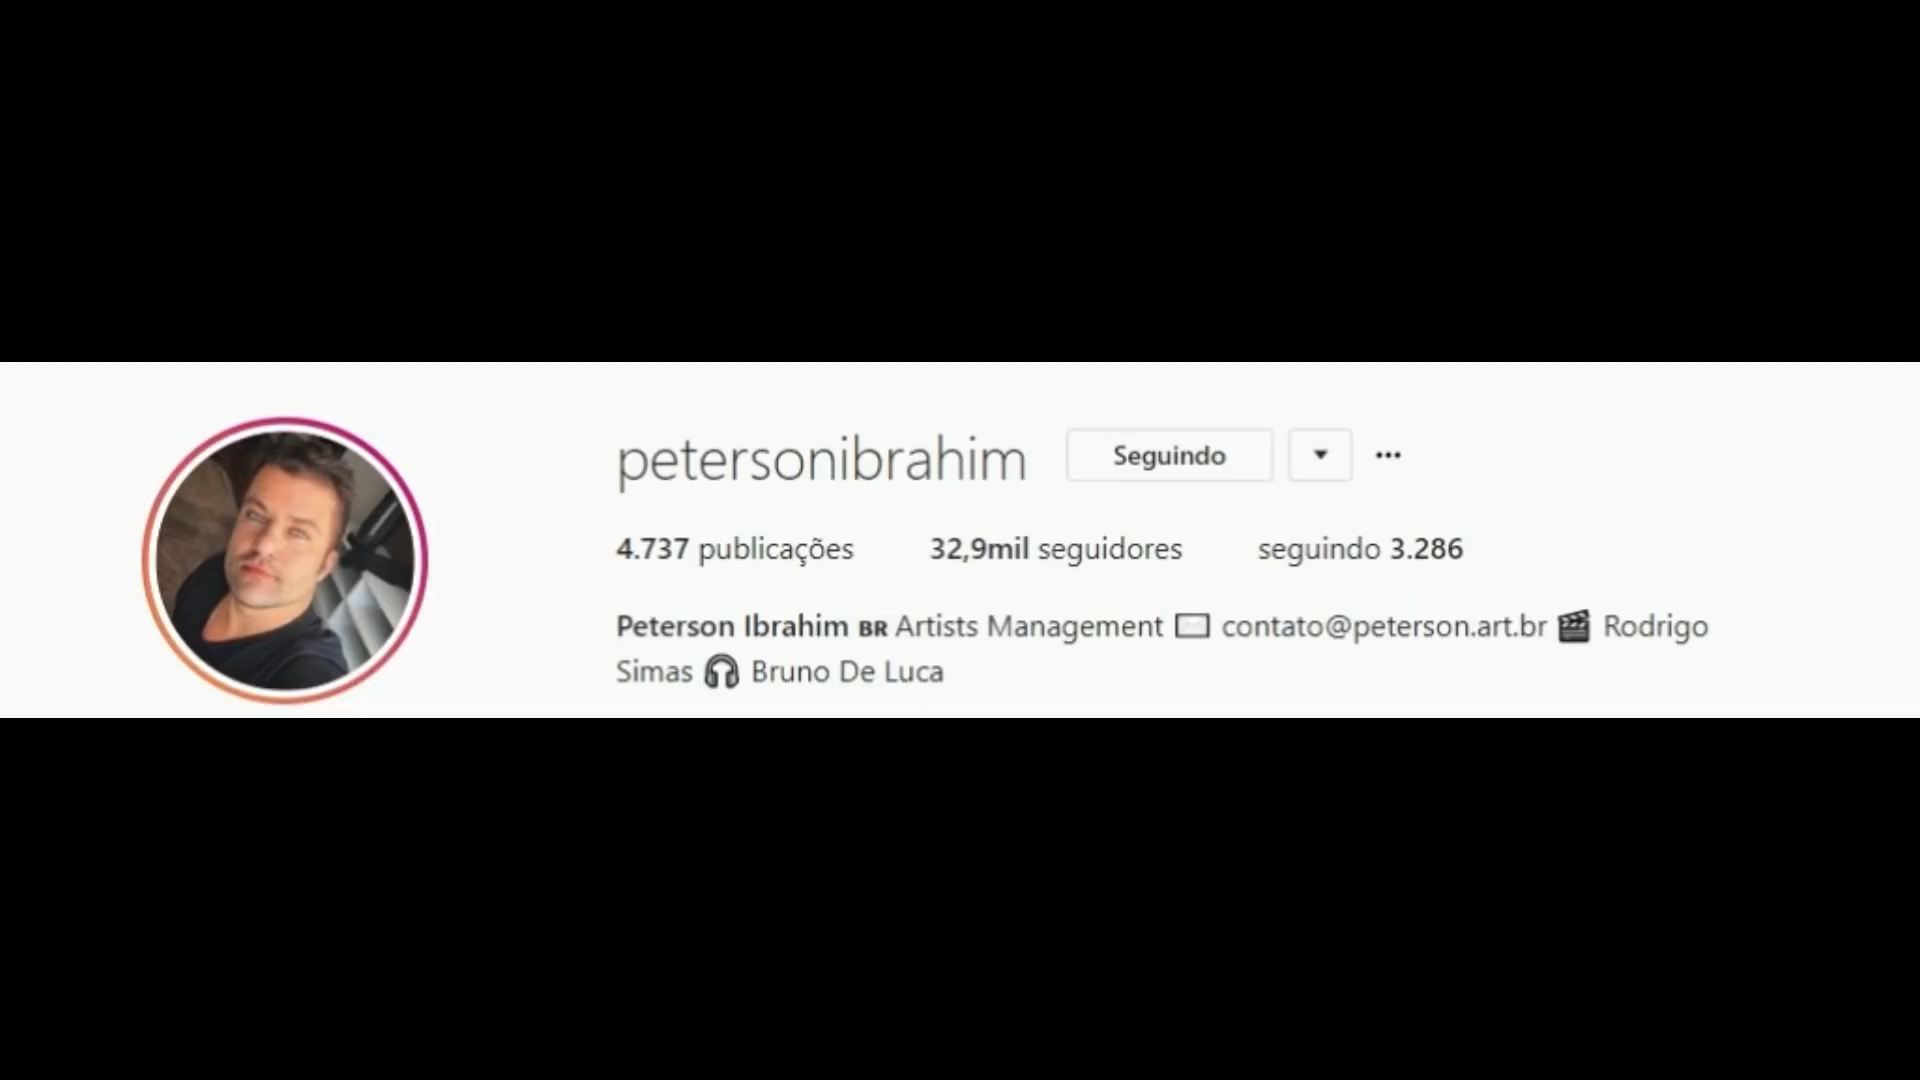 petersonibrahim Seguindo
4.737 publicações 32,9mil seguidores seguindo 3.286
Peterson Ibrahim BR Artists Management ✉️ contato@peterson.art.br 🎬 Rodrigo
Simas 🎧 Bruno De Luca